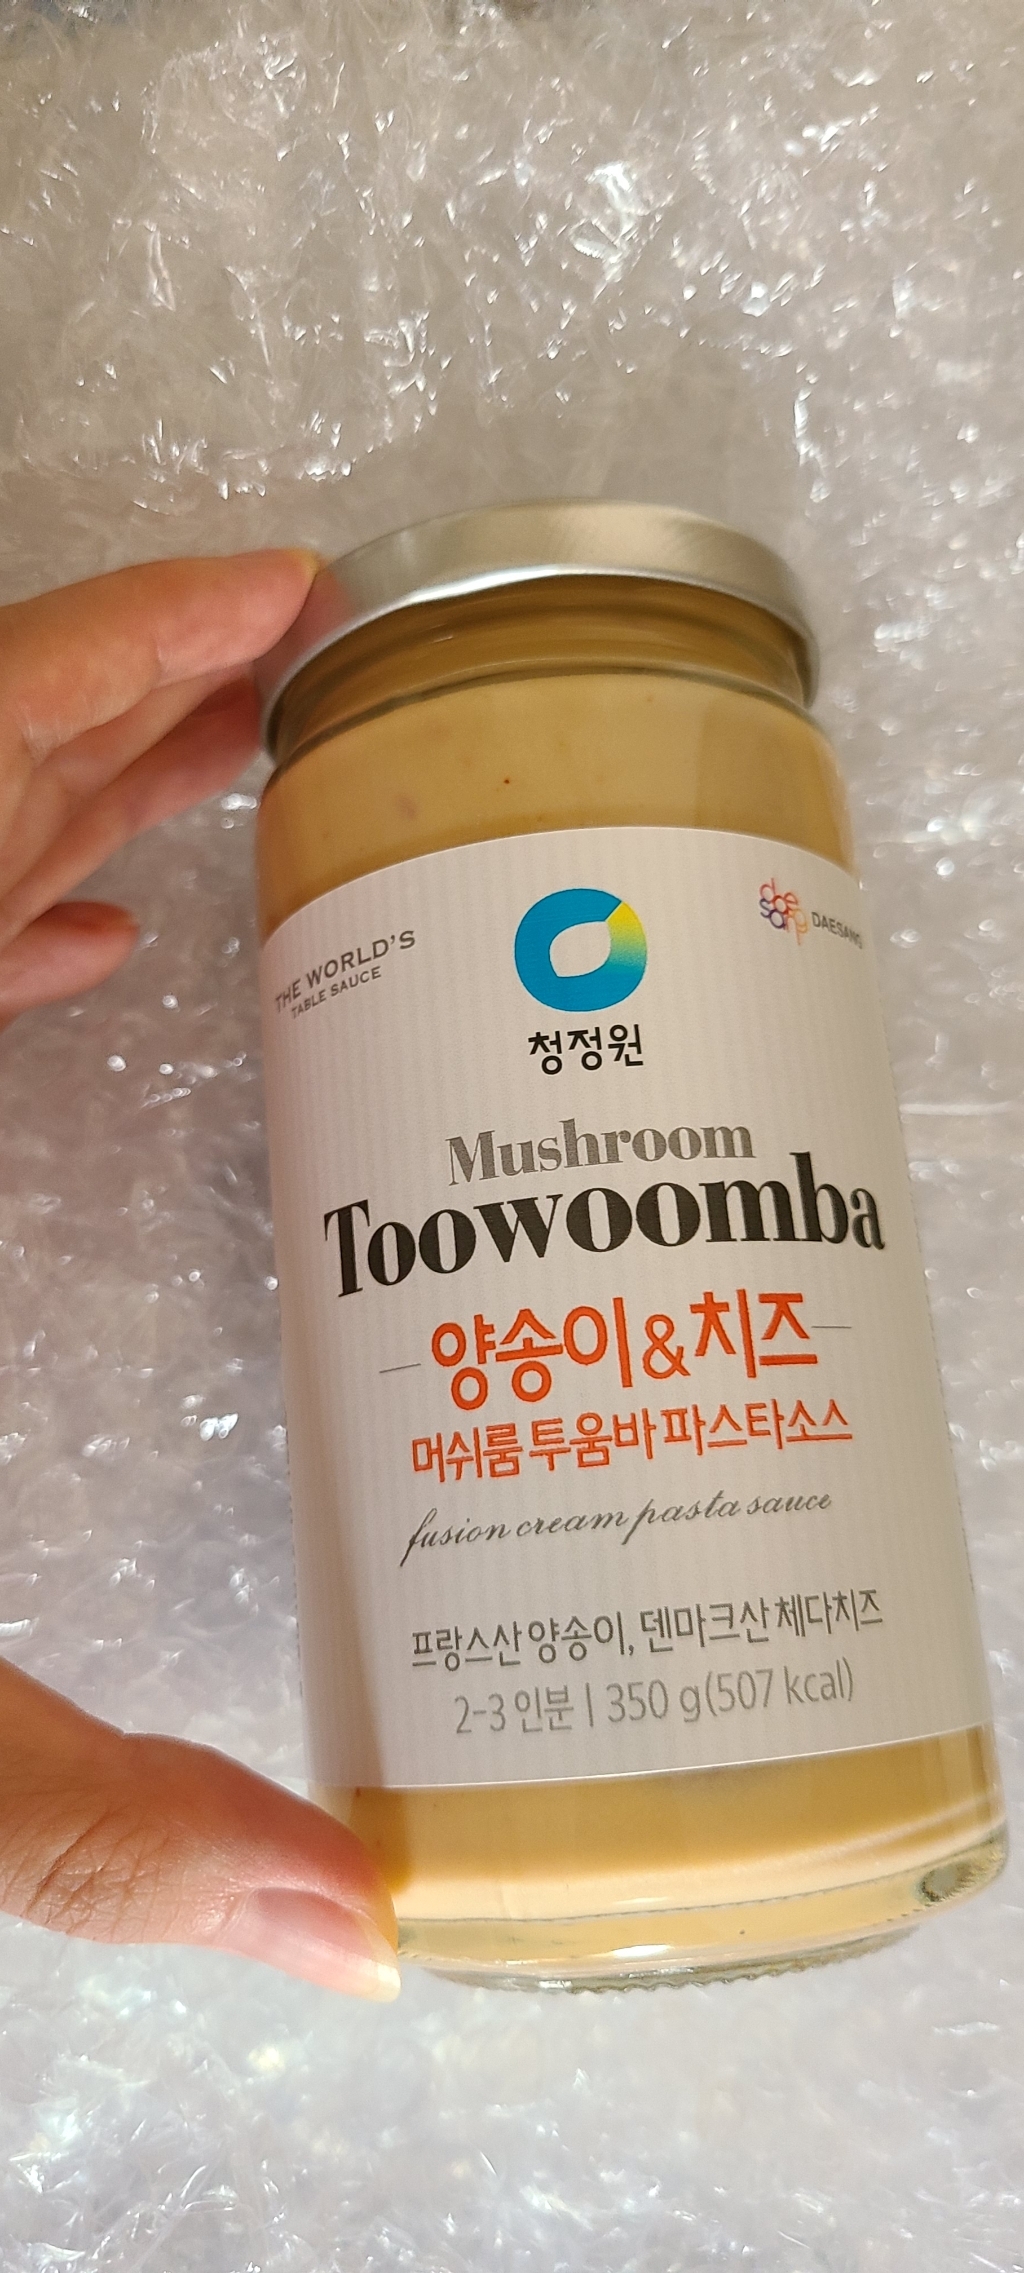 THE WORLD'S
TABLE SAUCE
청정원
daesang
DAESANG
Mushroom
Toowoomba
양송이&치즈
머쉬룸 투움바 파스타소스
fusion cream pasta sauce
프랑스산 양송이, 덴마크산 체다치즈
2-3 인분 | 350 g(507 kcal)